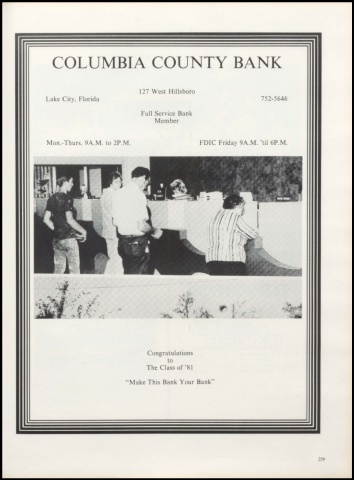 COLUMBIA COUNTY BANK
127 West Hillsboro
Lake City, Florida
752-5646
Full Service Bank
Member
Mon.-Thurs. 9A.M. to 2P.M.
FDIC Friday 9A.M. 'til 6P.M.
Congratulations
to
The Class of '81
"Make This Bank Your Bank"